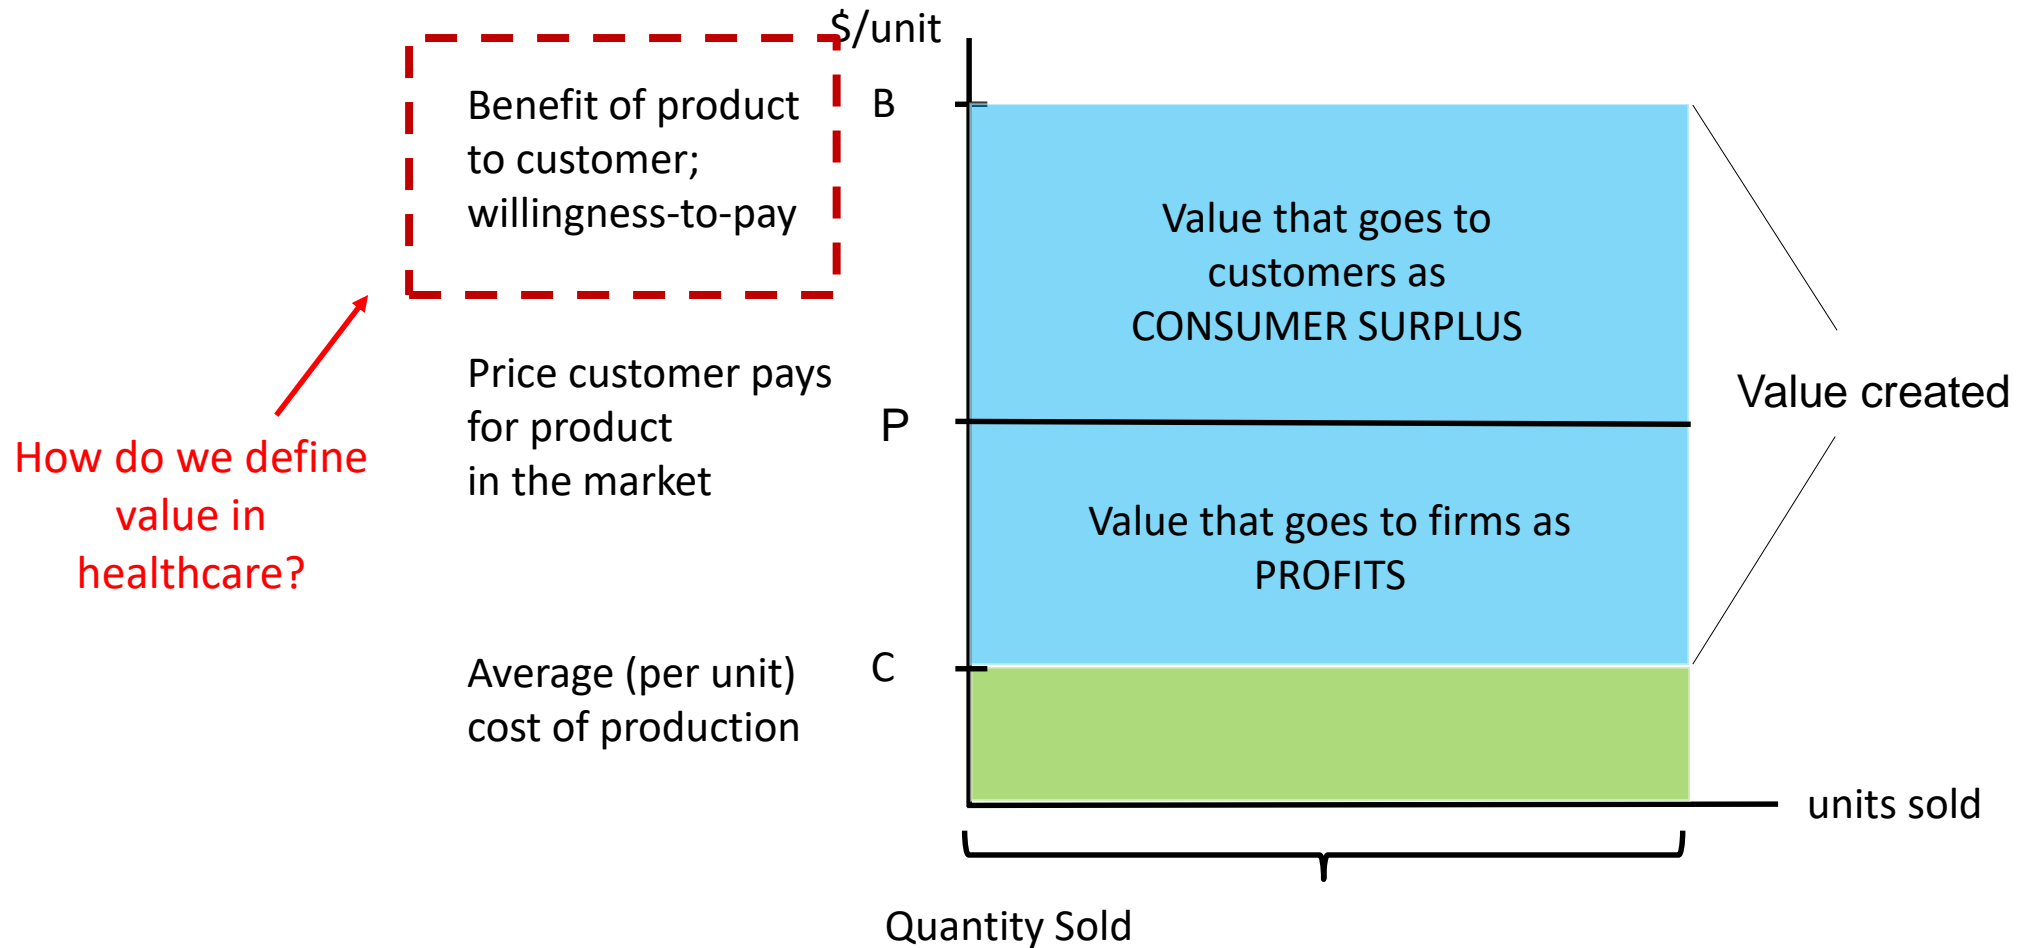 $/unit
Benefit of product
to customer;
willingness-to-pay
B
Value that goes to
customers as
CONSUMER SURPLUS
Price customer pays
for product
in the market
P
Value created
How do we define
value in
healthcare?
Value that goes to firms as
PROFITS
Average (per unit)
cost of production
C
units sold
Quantity Sold